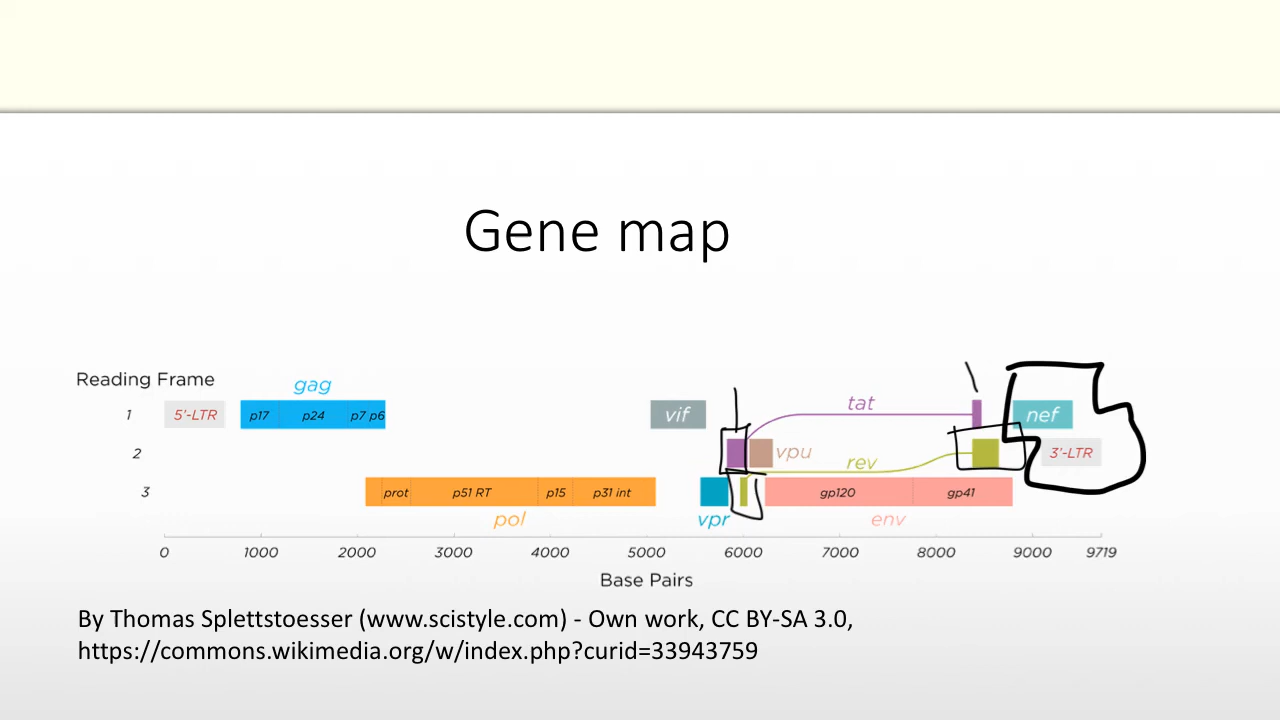 Gene map
Reading Frame
gag
1 5'-LTR p17 p24 p7 p6 vif tat nef
2 vpu rev 3'-LTR
3 prot p51 RT p15 p31 int gp120 gp41
pol vpr env
0 1000 2000 3000 4000 5000 6000 7000 8000 9000 9719
Base Pairs
By Thomas Splettstoesser (www.scistyle.com) - Own work, CC BY-SA 3.0,
https://commons.wikimedia.org/w/index.php?curid=33943759